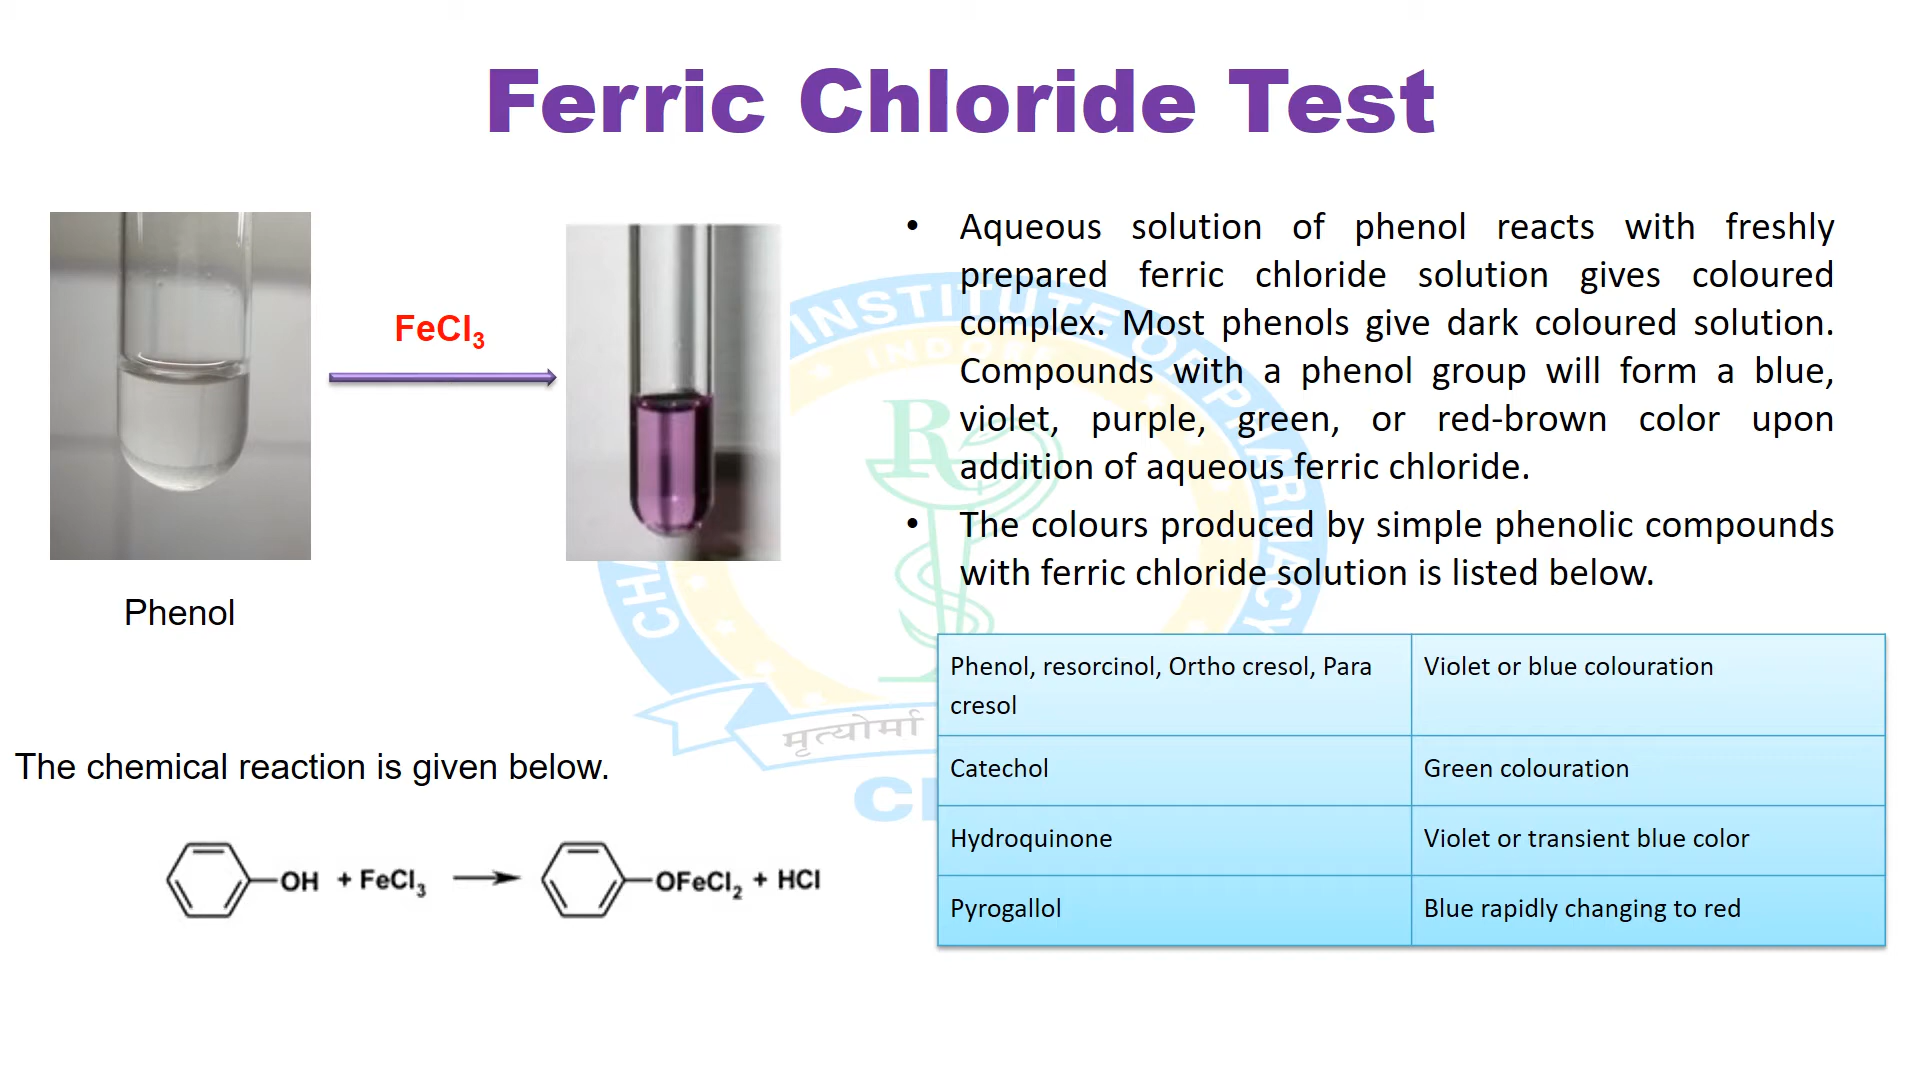 Ferric Chloride Test
FeCl₃
Phenol
The chemical reaction is given below.
OH + FeCl₃ OFeCl₂ + HCl
• Aqueous solution of phenol reacts with freshly
prepared ferric chloride solution gives coloured
complex. Most phenols give dark coloured solution.
Compounds with a phenol group will form a blue,
violet, purple, green, or red-brown color upon
addition of aqueous ferric chloride.
• The colours produced by simple phenolic compounds
with ferric chloride solution is listed below.
Phenol, resorcinol, Ortho cresol, Para
cresol
Violet or blue colouration
Catechol
Green colouration
Hydroquinone
Violet or transient blue color
Pyrogallol
Blue rapidly changing to red
INSTITUTE OF PHARMACY
INDORE
मृत्योर्मा